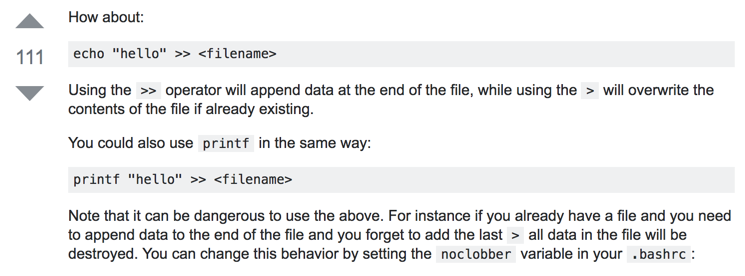 How about:
111
echo "hello" >> <filename>
Using the >> operator will append data at the end of the file, while using the > will overwrite the
contents of the file if already existing.
You could also use printf in the same way:
printf "hello" >> <filename>
Note that it can be dangerous to use the above. For instance if you already have a file and you need
to append data to the end of the file and you forget to add the last > all data in the file will be
destroyed. You can change this behavior by setting the noclobber variable in your .bashrc: